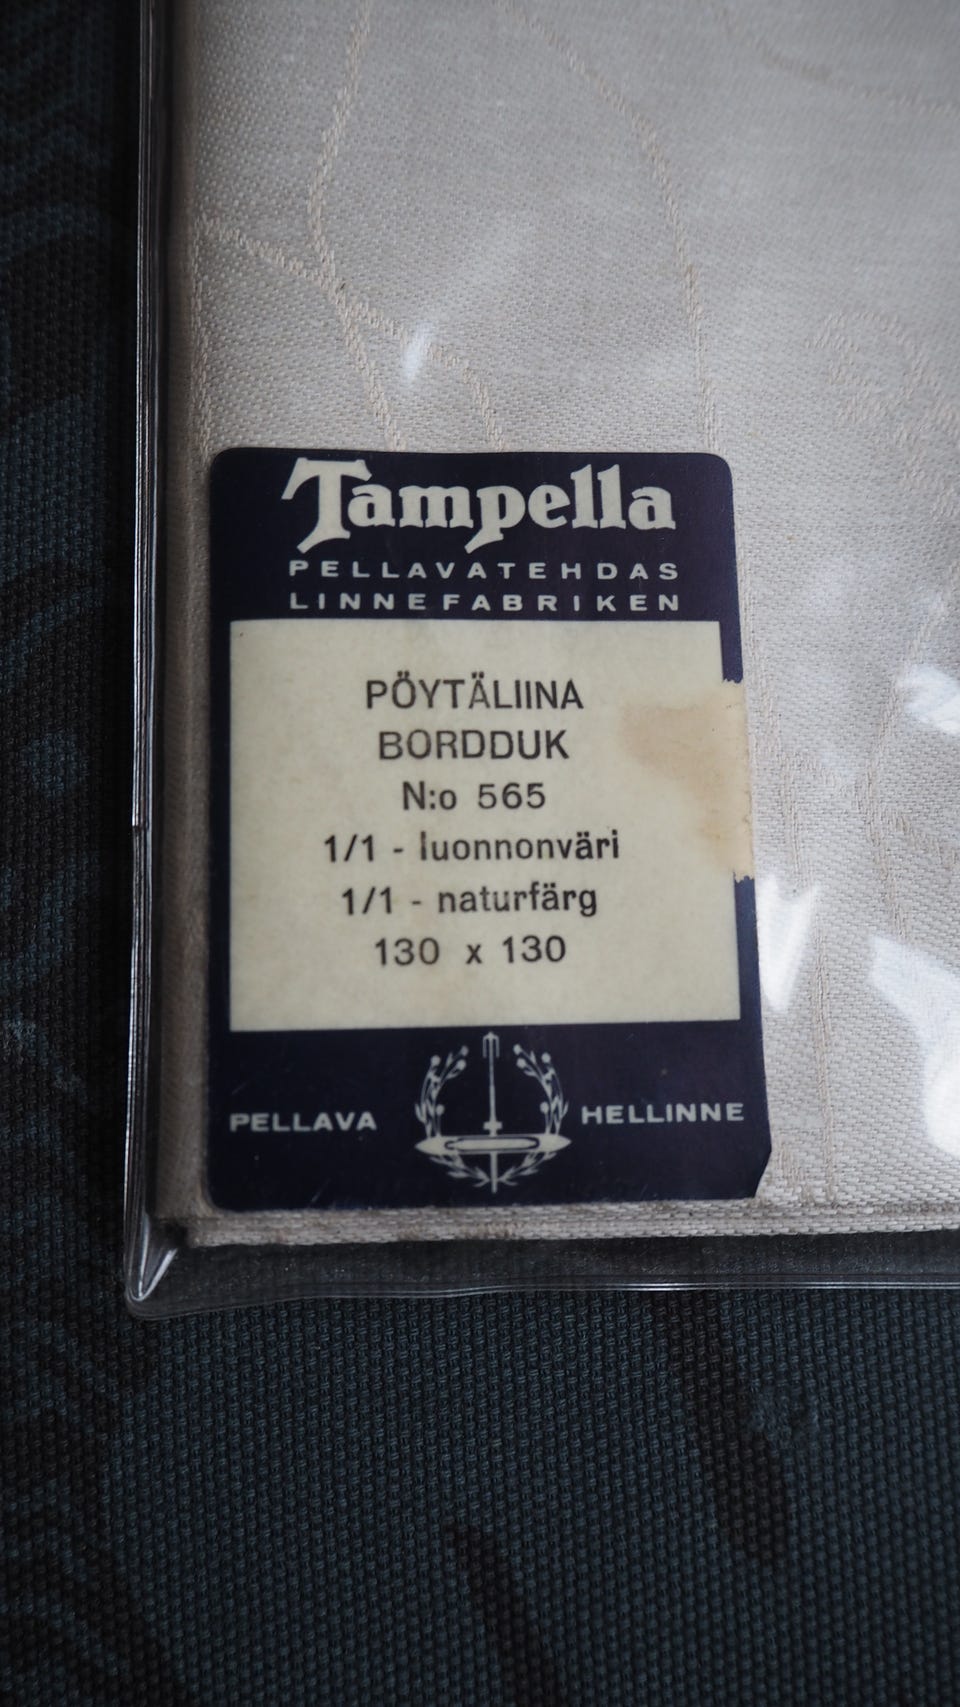 Tampella
PELLAVATEHDAS
LINNEFABRIKEN
PÖYTÄLIINA
BORDDUK
N:o 565
1/1 - luonnonväri
1/1 - naturfärg
130 x 130
PELLAVA HELLINNE